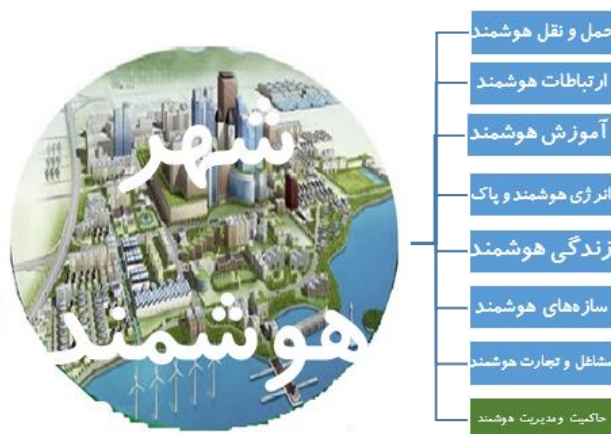 شهر
هوشمند
حمل و نقل هوشمند
ارتباطات هوشمند
آموزش هوشمند
انرژی هوشمند و پاک
زندگی هوشمند
سازه‌های هوشمند
مشاغل و تجارت هوشمند
حاکمیت ومدیریت هوشمند